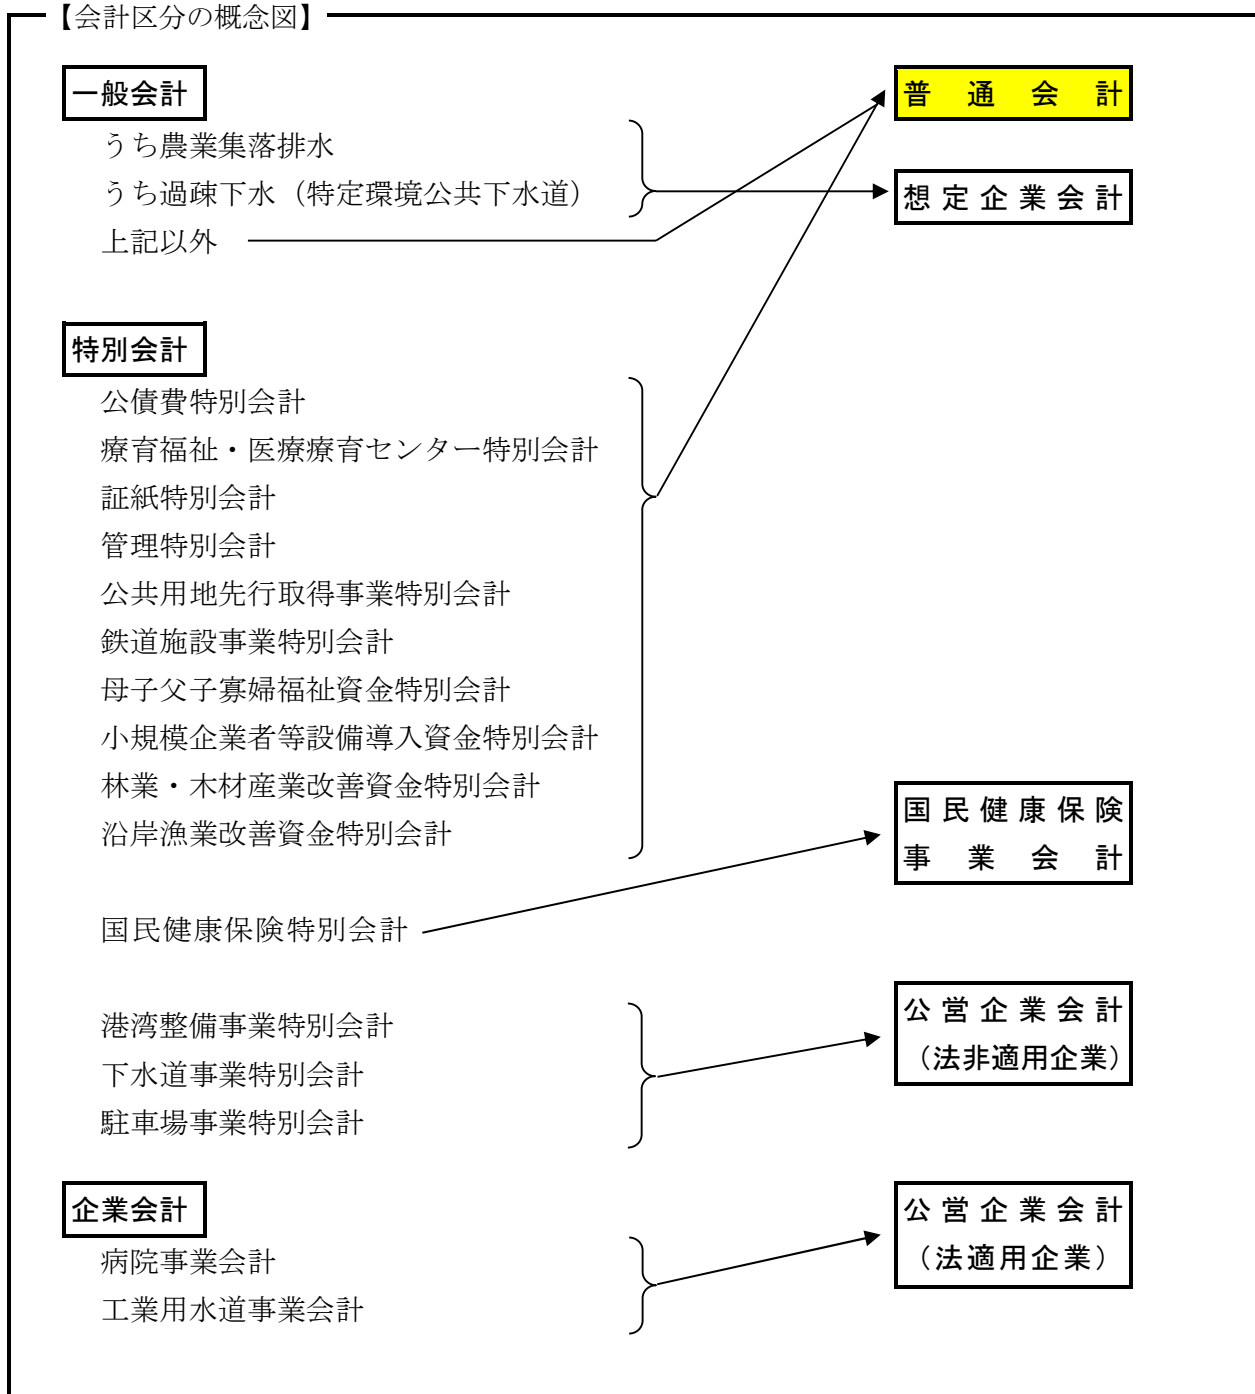 【会計区分の概念図】
一般会計
うち農業集落排水
うち過疎下水（特定環境公共下水道）
上記以外
普通会計
想定企業会計
特別会計
公債費特別会計
療育福祉・医療療育センター特別会計
証紙特別会計
管理特別会計
公共用地先行取得事業特別会計
鉄道施設事業特別会計
母子父子寡婦福祉資金特別会計
小規模企業者等設備導入資金特別会計
林業・木材産業改善資金特別会計
沿岸漁業改善資金特別会計
国民健康保険
事業会計
国民健康保険特別会計
港湾整備事業特別会計
下水道事業特別会計
駐車場事業特別会計
公営企業会計
（法非適用企業）
企業会計
病院事業会計
工業用水道事業会計
公営企業会計
（法適用企業）